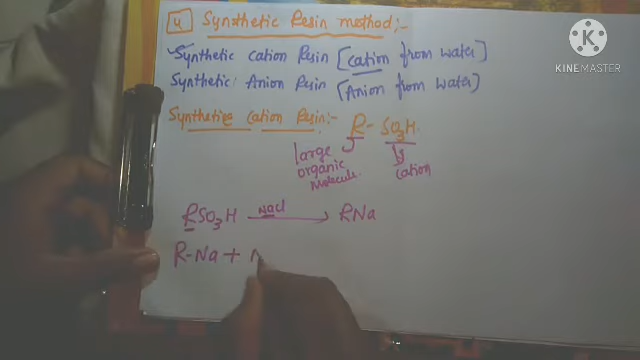 4 Synthetic Resin method:-
Synthetic Cation Resin [cation from water]
Synthetic Anion Resin [Anion from water]
Synthetic Cation Resin:- R-SO3H
large organic molecule
cation
RSO3H NaCl → RNa
R-Na +
K
KINEMASTER